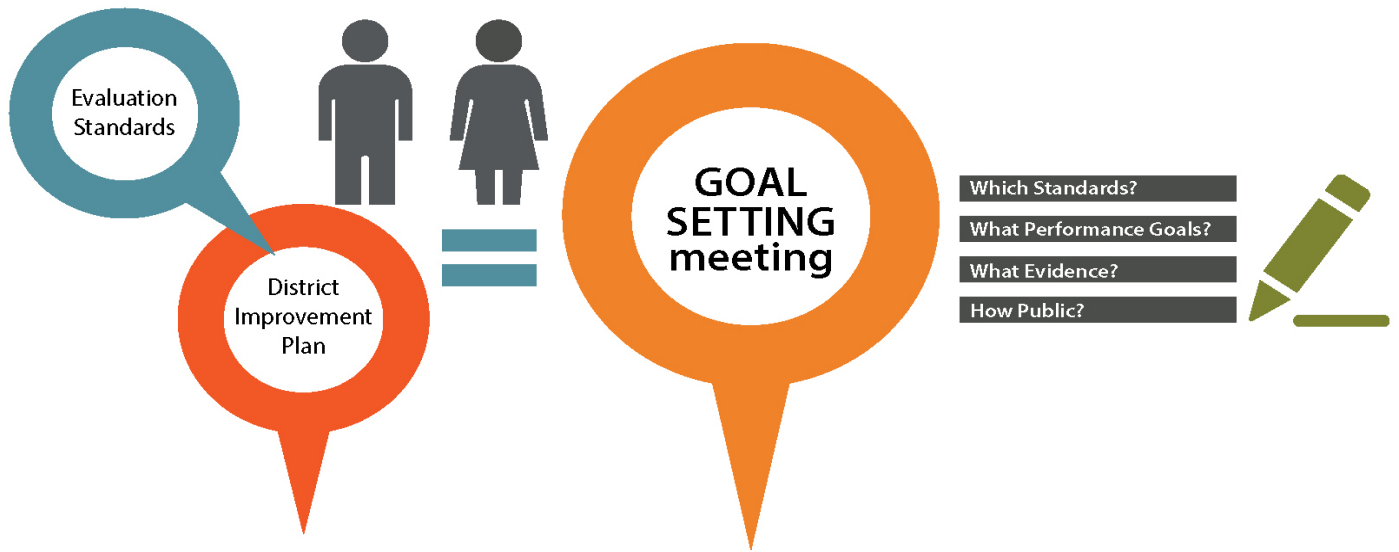 Evaluation
Standards
District
Improvement
Plan
GOAL
SETTING
meeting
Which Standards?
What Performance Goals?
What Evidence?
How Public?